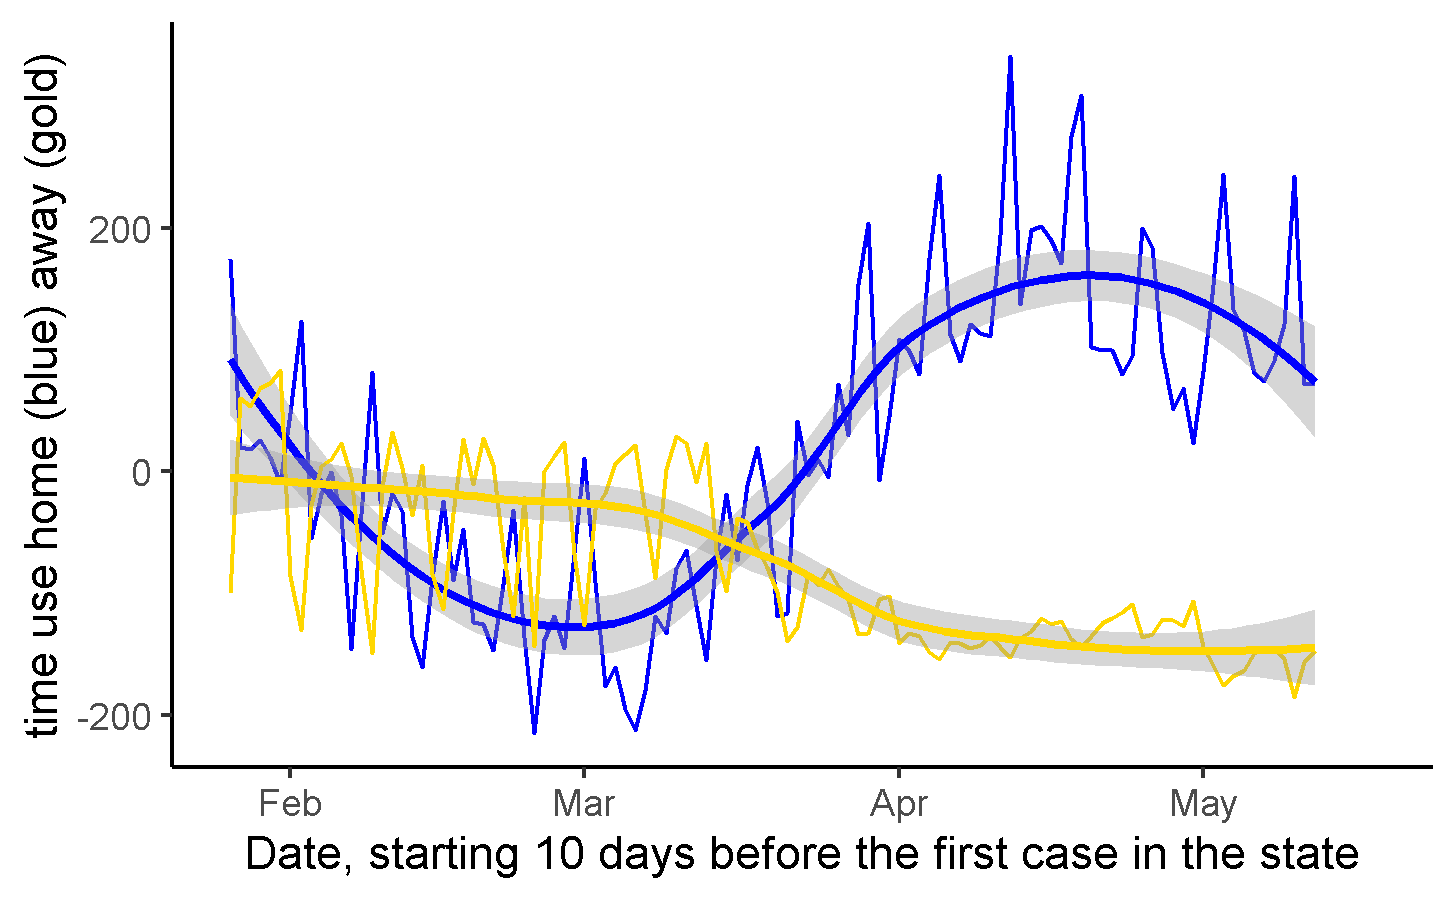 time use home (blue) away (gold)
200
0
-200
Feb Mar Apr May
Date, starting 10 days before the first case in the state